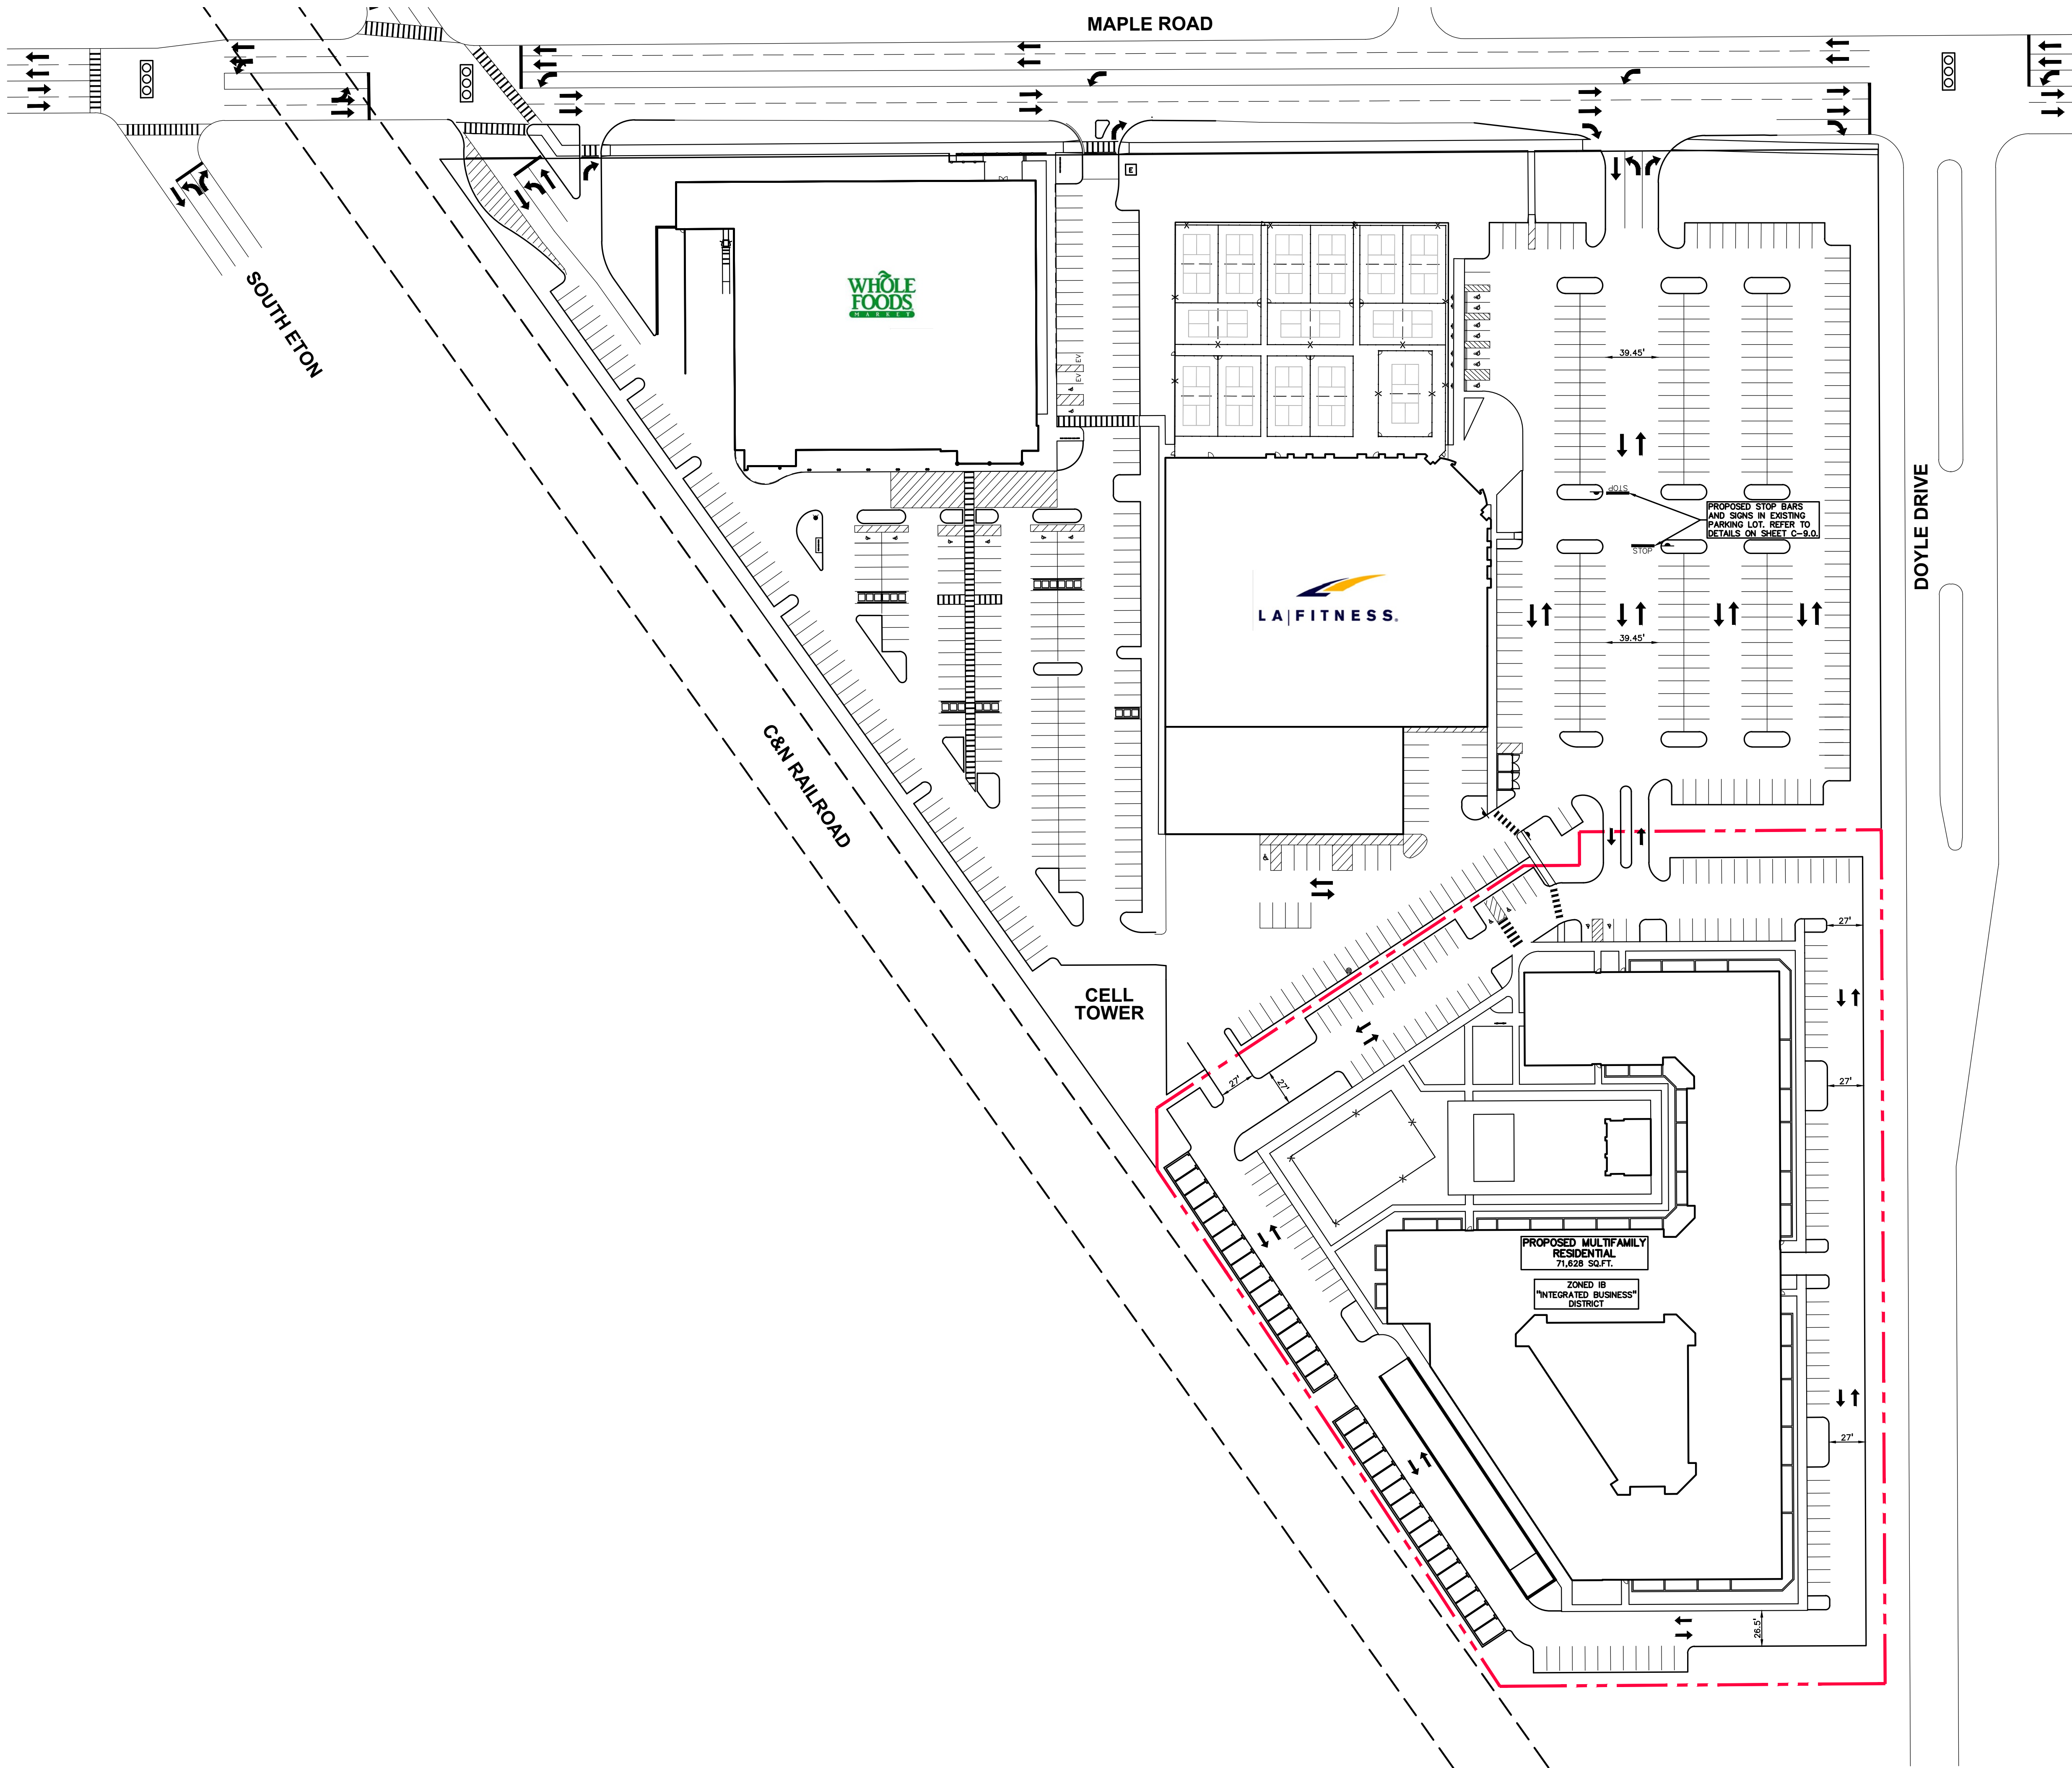 MAPLE ROAD
E
WHOLE
FOODS
MARKET
SOUTH ETON
EV
EV
39.45'
STOP
PROPOSED STOP BARS
AND SIGNS IN EXISTING
PARKING LOT. REFER TO
DETAILS ON SHEET C-9.0.
STOP
DOYLE DRIVE
LA|FITNESS®
39.45'
C&N RAILROAD
27'
CELL
TOWER
27'
27'
27'
PROPOSED MULTIFAMILY
RESIDENTIAL
71,628 SQ.FT.
ZONED IB
"INTEGRATED BUSINESS"
DISTRICT
27'
26.5'